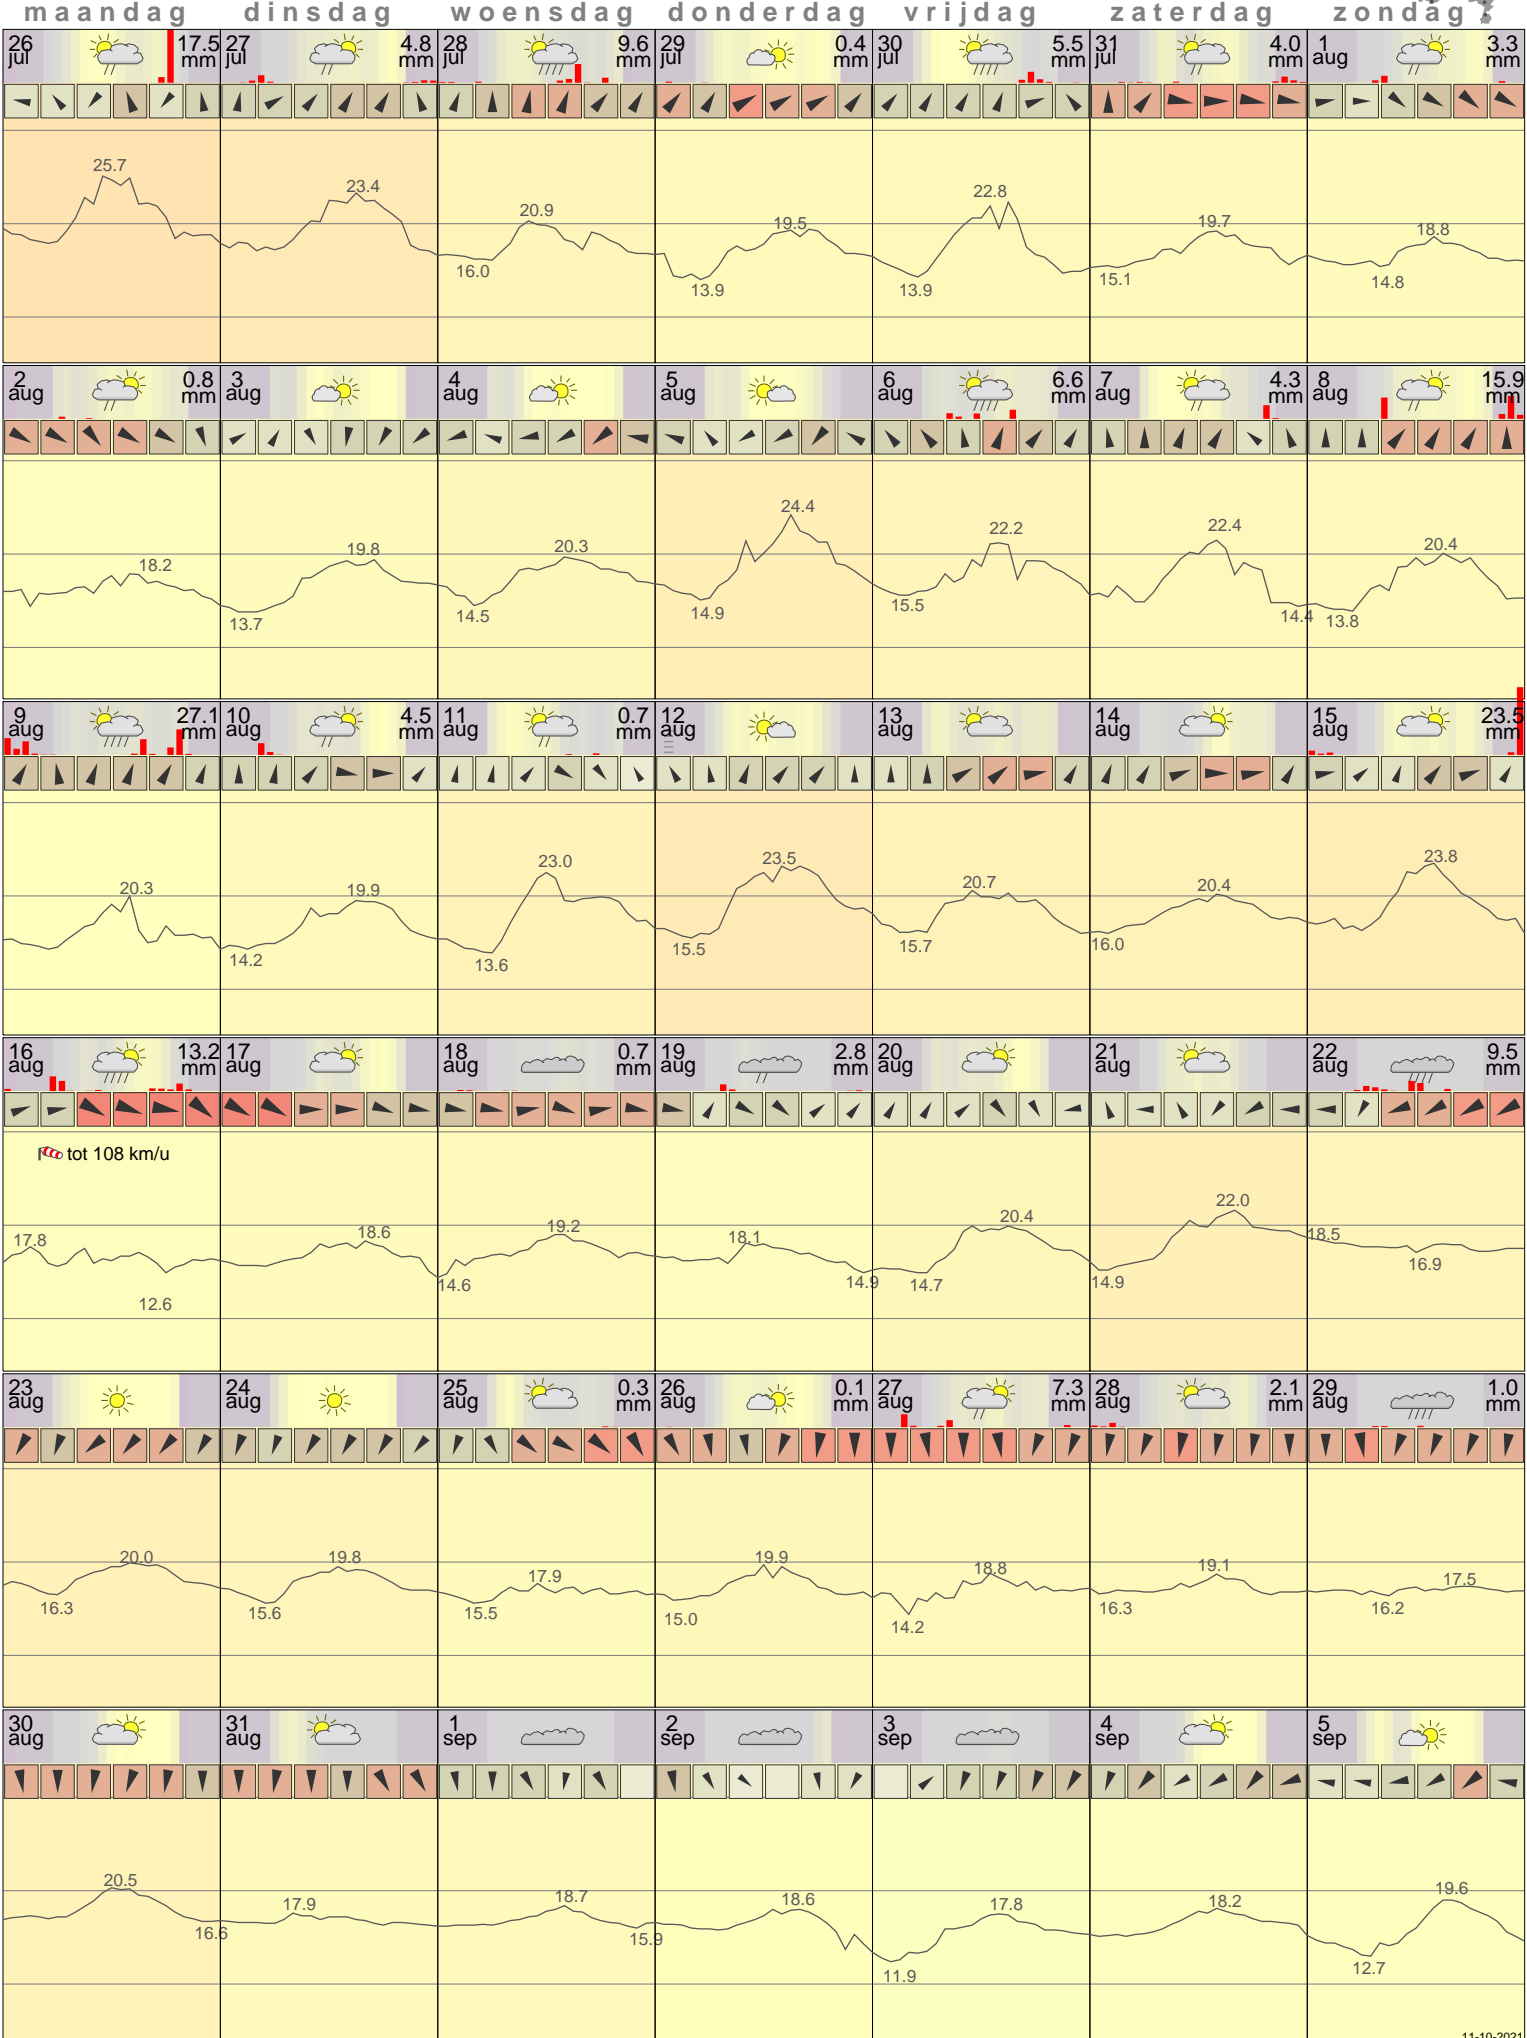 maandag dinsdag woensdag donderdag vrijdag zaterdag zondag
26 jul 17.5 mm 27 jul 4.8 mm 28 jul 9.6 mm 29 jul 0.4 mm 30 jul 5.5 mm 31 jul 4.0 mm 1 aug 3.3 mm
25.7 23.4 20.9 19.5 22.8 19.7 18.8
16.0 13.9 13.9 15.1 14.8
2 aug 0.8 mm 3 aug 4 aug 5 aug 6 aug 6.6 mm 7 aug 4.3 mm 8 aug 15.9 mm
18.2 19.8 20.3 24.4 22.2 22.4 20.4
13.7 14.5 14.9 15.5 14.4 13.8
9 aug 27.1 mm 10 aug 4.5 mm 11 aug 0.7 mm 12 aug 13 aug 14 aug 15 aug 23.5 mm
20.3 19.9 23.0 23.5 20.7 20.4 23.8
14.2 13.6 15.5 15.7 16.0
16 aug 13.2 mm 17 aug 18 aug 0.7 mm 19 aug 2.8 mm 20 aug 21 aug 22 aug 9.5 mm
tot 108 km/u
17.8 18.6 19.2 18.1 20.4 22.0 18.5
12.6 14.6 14.9 14.7 14.9 16.9
23 aug 24 aug 25 aug 0.3 mm 26 aug 0.1 mm 27 aug 7.3 mm 28 aug 2.1 mm 29 aug 1.0 mm
20.0 19.8 17.9 19.9 18.8 19.1 17.5
16.3 15.6 15.5 15.0 14.2 16.3 16.2
30 aug 31 aug 1 sep 2 sep 3 sep 4 sep 5 sep
20.5 17.9 18.7 18.6 17.8 18.2 19.6
16.6 15.9 11.9 12.7
11-10-2021